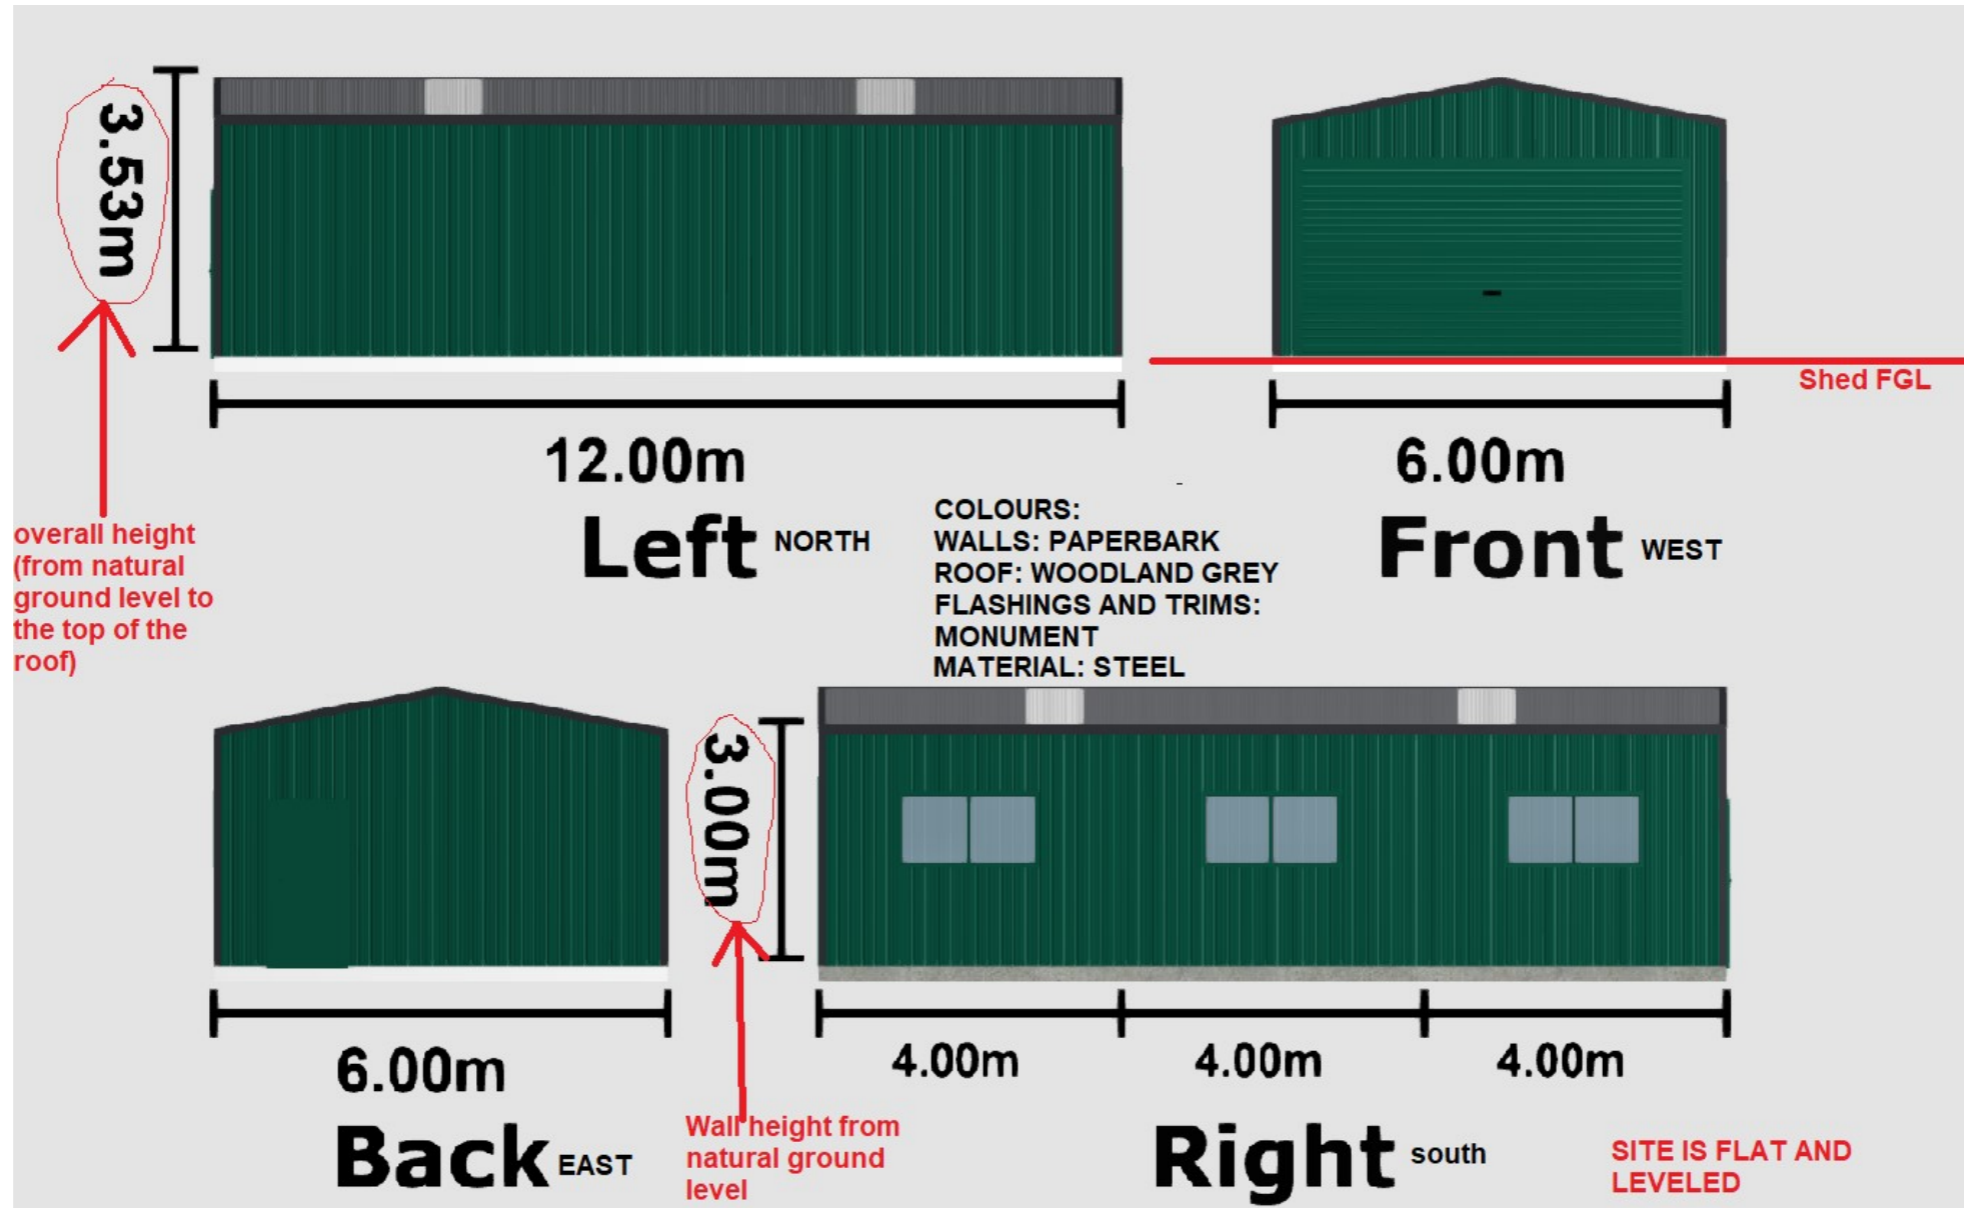 3.53m
12.00m
Left NORTH
overall height
(from natural
ground level to
the top of the
roof)
COLOURS:
WALLS: PAPERBARK
ROOF: WOODLAND GREY
FLASHINGS AND TRIMS:
MONUMENT
MATERIAL: STEEL
Shed FGL
6.00m
Front WEST
6.00m
Back EAST
3.00m
Wall height from
natural ground
level
4.00m 4.00m 4.00m
Right south
SITE IS FLAT AND
LEVELED